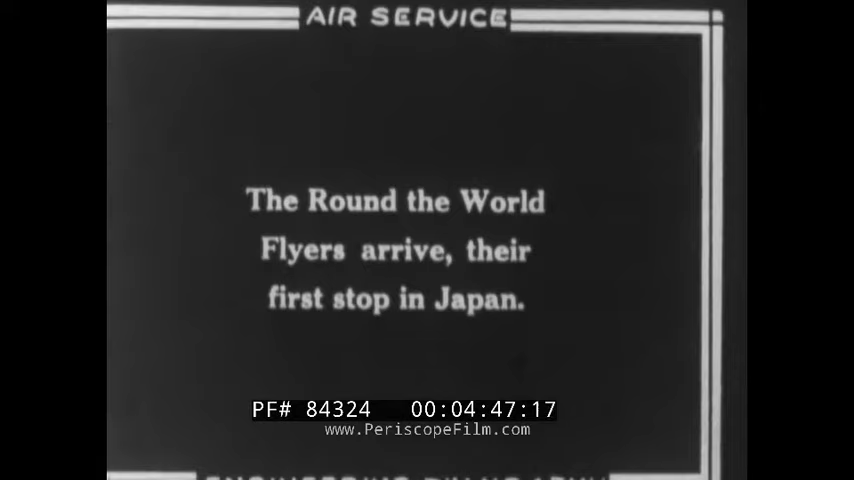 AIR SERVICE
The Round the World
Flyers arrive, their
first stop in Japan.
PF# 84324 00:04:47:17
www.PeriscopeFilm.com